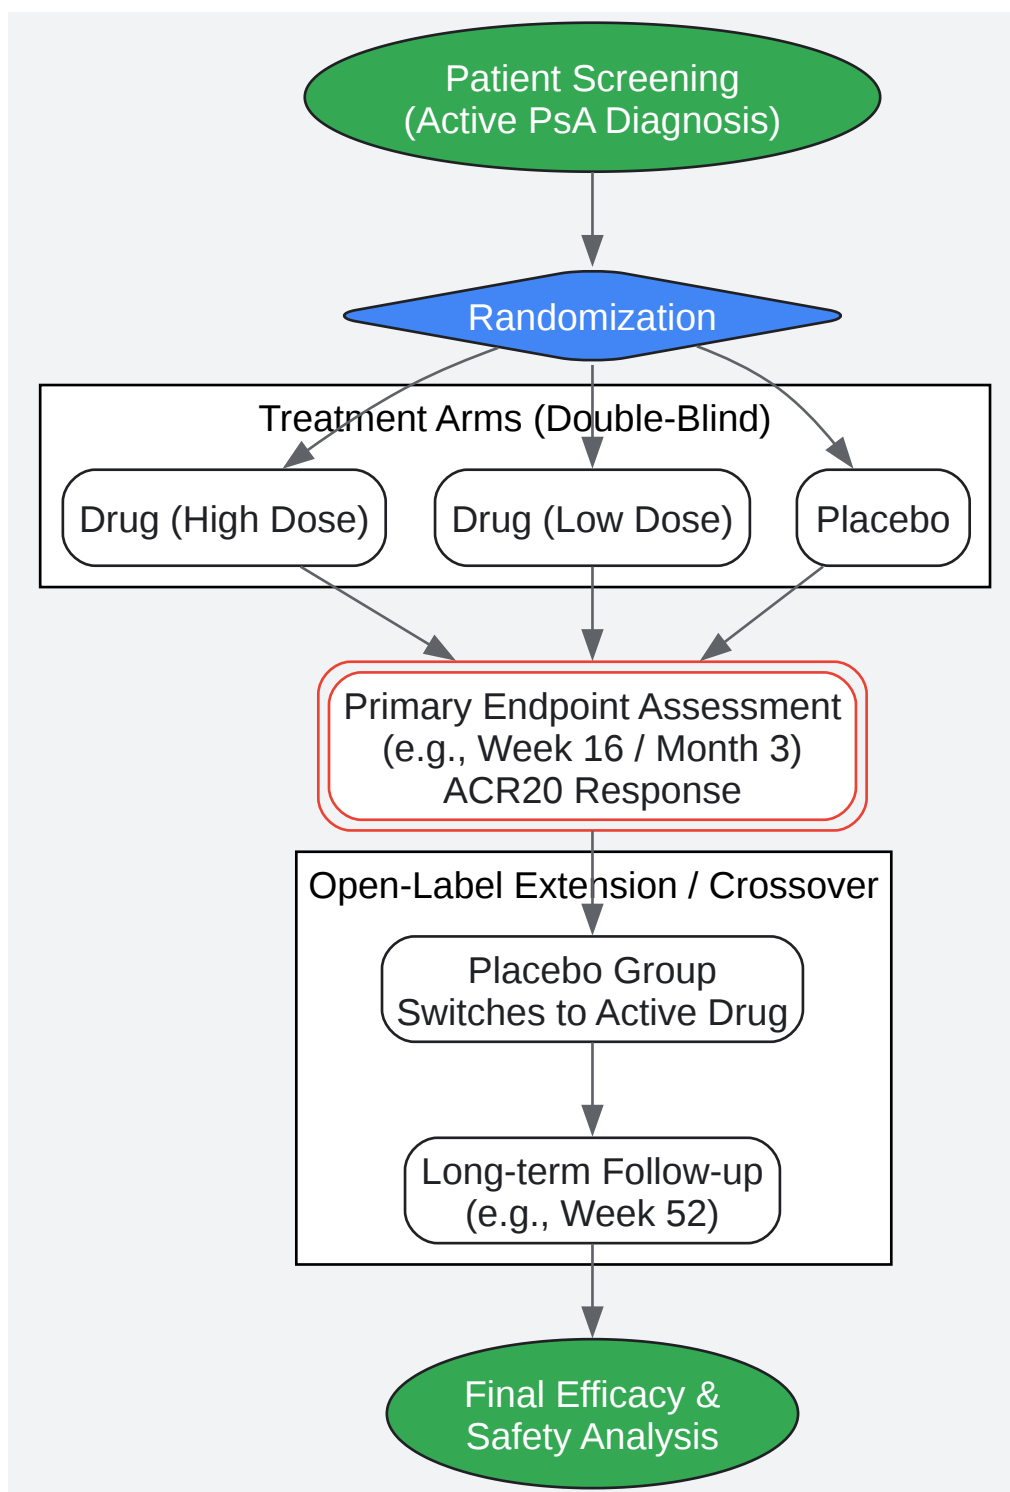 Patient Screening
(Active PsA Diagnosis)
Randomization
Treatment Arms (Double-Blind)
Drug (High Dose)
Drug (Low Dose)
Placebo
Primary Endpoint Assessment
(e.g., Week 16 / Month 3)
ACR20 Response
Open-Label Extension / Crossover
Placebo Group
Switches to Active Drug
Long-term Follow-up
(e.g., Week 52)
Final Efficacy &
Safety Analysis